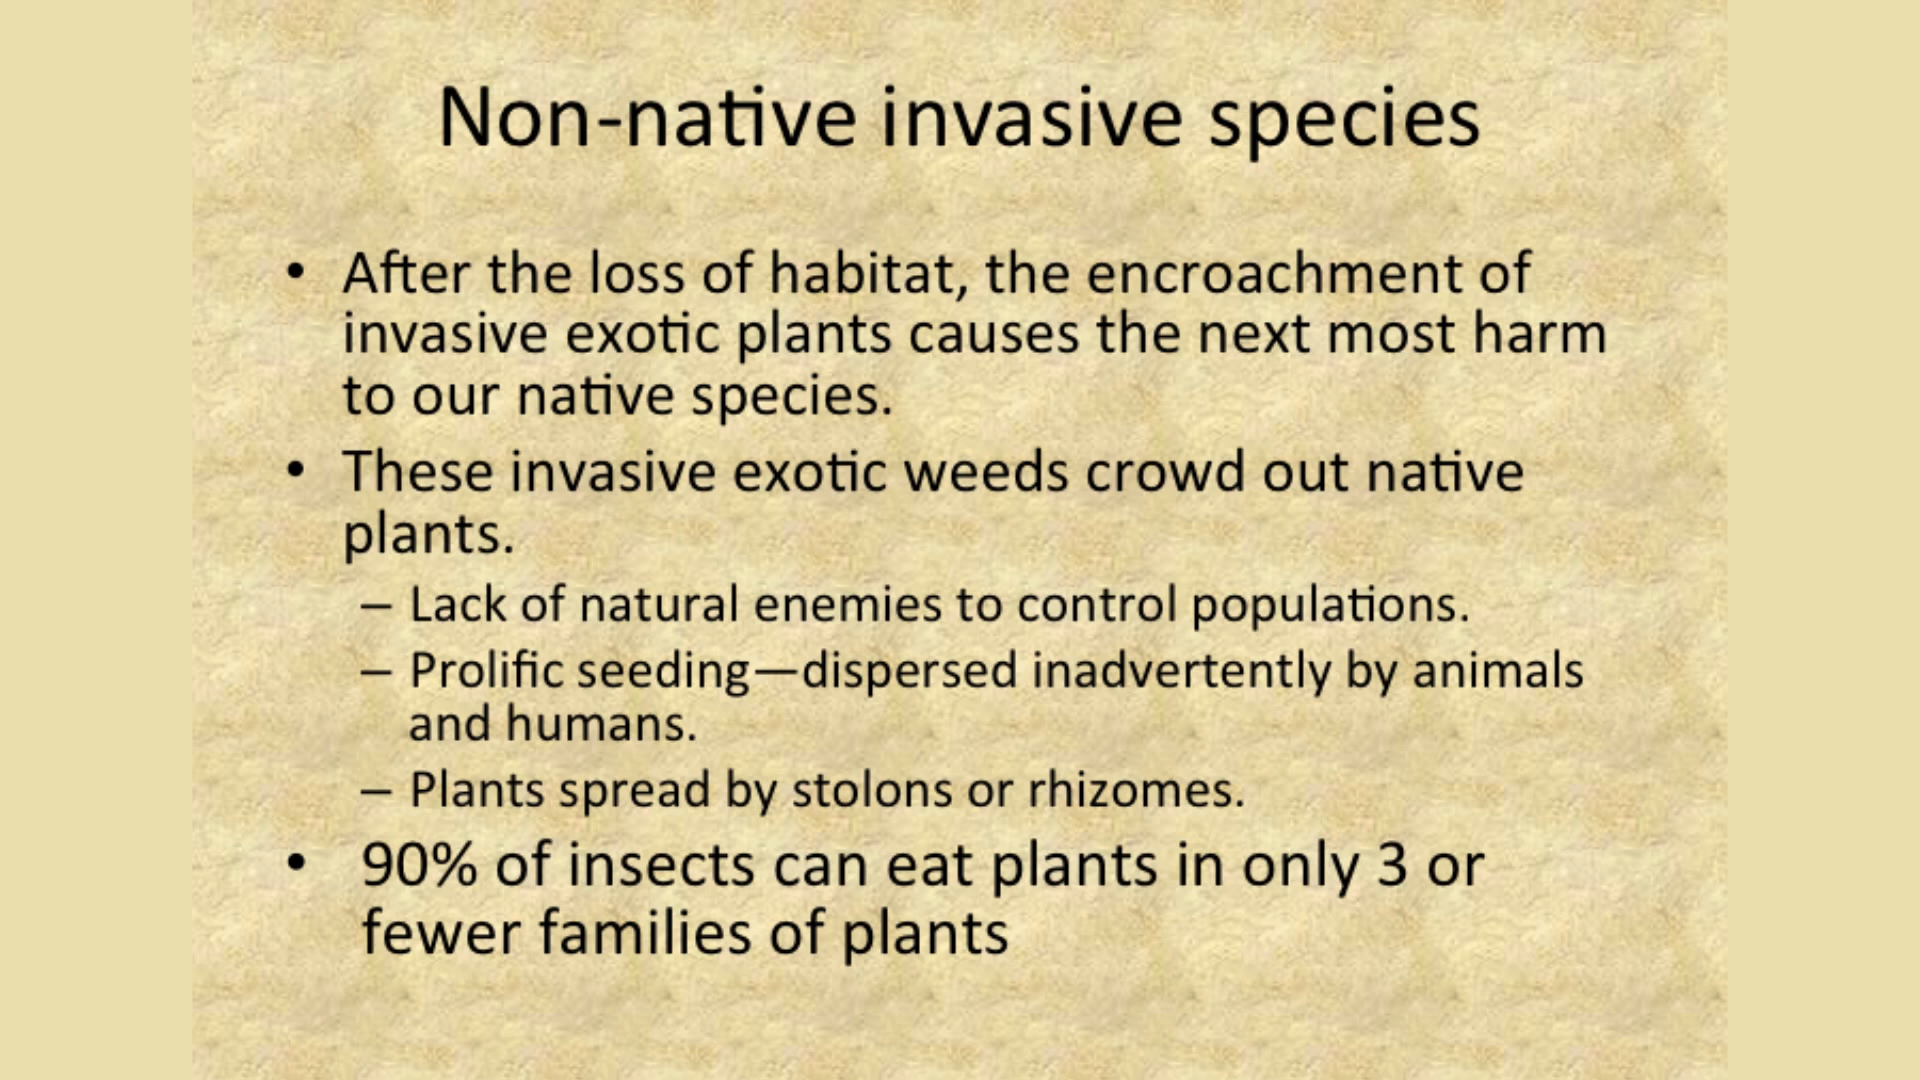 Non-native invasive species
• After the loss of habitat, the encroachment of
invasive exotic plants causes the next most harm
to our native species.
• These invasive exotic weeds crowd out native
plants.
– Lack of natural enemies to control populations.
– Prolific seeding—dispersed inadvertently by animals
and humans.
– Plants spread by stolons or rhizomes.
• 90% of insects can eat plants in only 3 or
fewer families of plants